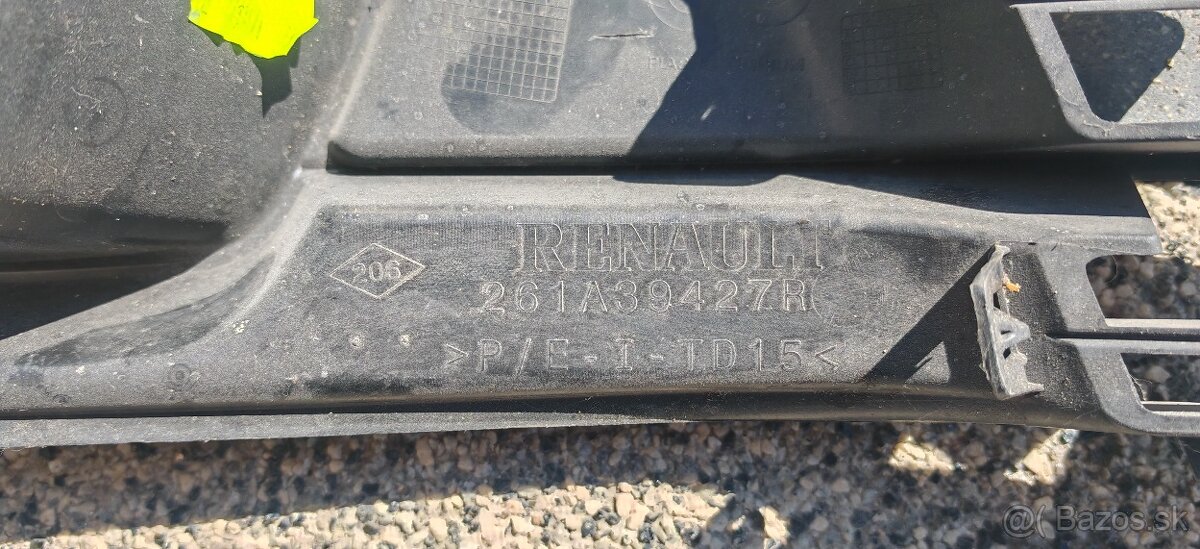 RENAULT
206
261A39427R
>P/E-I-TD15<
@( Bazos.sk